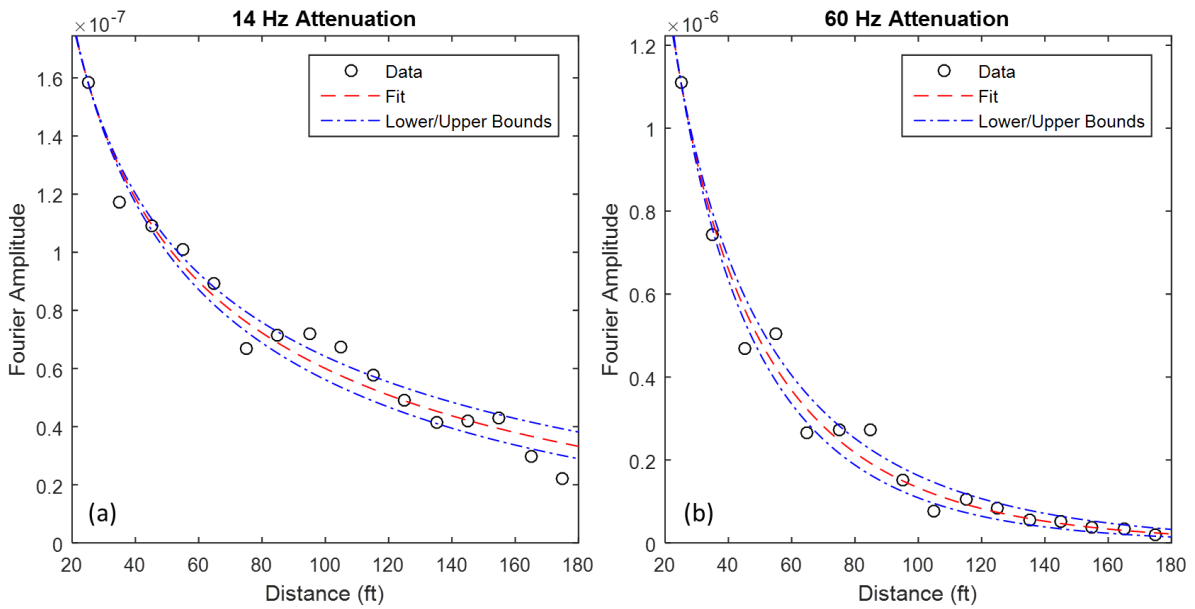 14 Hz Attenuation
×10⁻⁷
1.6
1.4
1.2
1
0.8
0.6
0.4
0.2
0
Fourier Amplitude
Data
Fit
Lower/Upper Bounds
(a)
20 40 60 80 100 120 140 160 180
Distance (ft)
60 Hz Attenuation
×10⁻⁶
1.2
1
0.8
0.6
0.4
0.2
0
Fourier Amplitude
Data
Fit
Lower/Upper Bounds
(b)
20 40 60 80 100 120 140 160 180
Distance (ft)